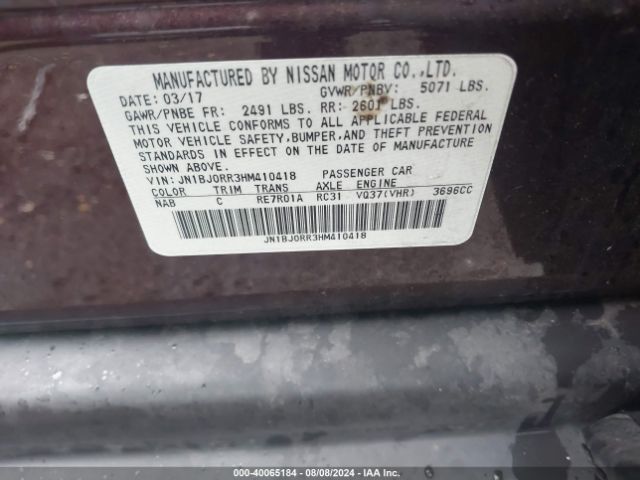 MANUFACTURED BY NISSAN MOTOR CO.,LTD.
DATE: 03/17 GVWR/PNBV: 5071 LBS.
GAWR/PNBE FR: 2491 LBS. RR: 2601 LBS.
THIS VEHICLE CONFORMS TO ALL APPLICABLE FEDERAL
MOTOR VEHICLE SAFETY, BUMPER, AND THEFT PREVENTION
STANDARDS IN EFFECT ON THE DATE OF MANUFACTURE
SHOWN ABOVE.
VIN: JN1BJ0RR3HM410418 PASSENGER CAR
COLOR TRIM TRANS AXLE ENGINE
NAB C RE7R01A RC31 VQ37(VHR) 3696CC
JN1BJ0RR3HM410418
000-40065184 - 08/08/2024 - IAA Inc.